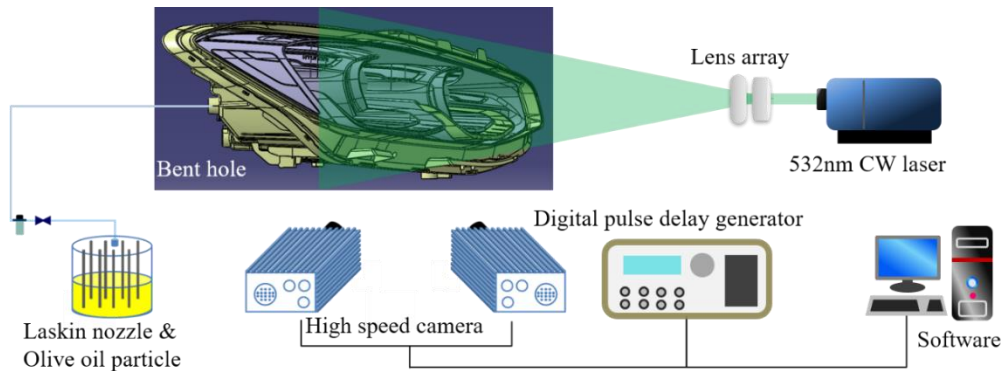 Lens array
Bent hole
532nm CW laser
Digital pulse delay generator
High speed camera
Laskin nozzle &
Olive oil particle
Software